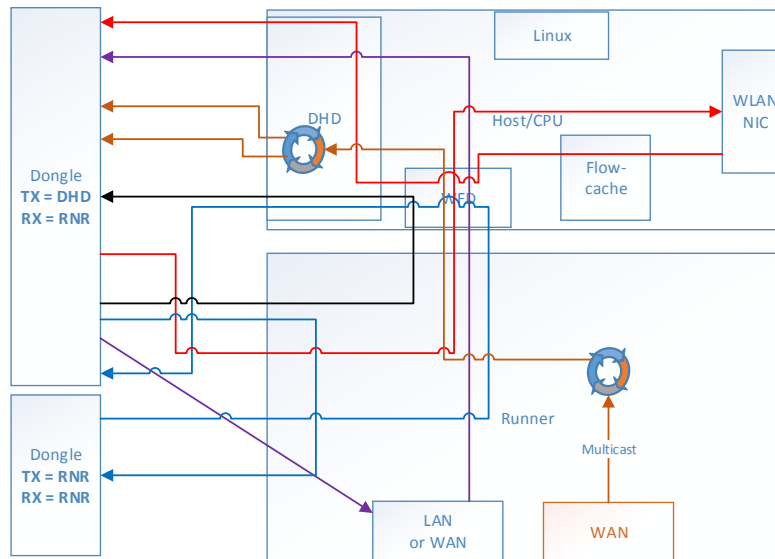 Linux
WLAN
NIC
DHD
Host/CPU
Flow-
cache
Dongle
TX = DHD
RX = RNR
WFD
Runner
Dongle
TX = RNR
RX = RNR
Multicast
LAN
or WAN
WAN